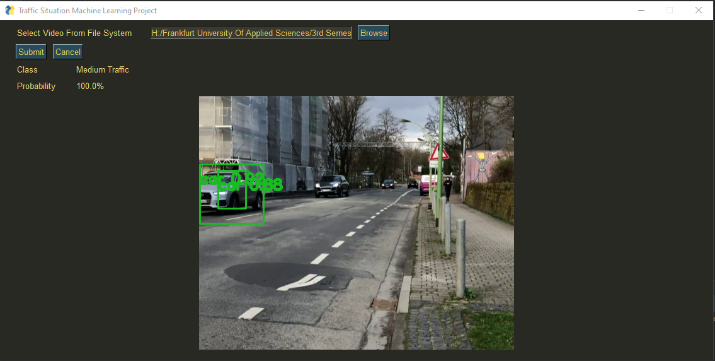 Traffic Situation Machine Learning Project
Select Video From File System H:/Frankfurt University Of Applied Sciences/3rd Semes Browse
Submit Cancel
Class Medium Traffic
Probability 100.0%